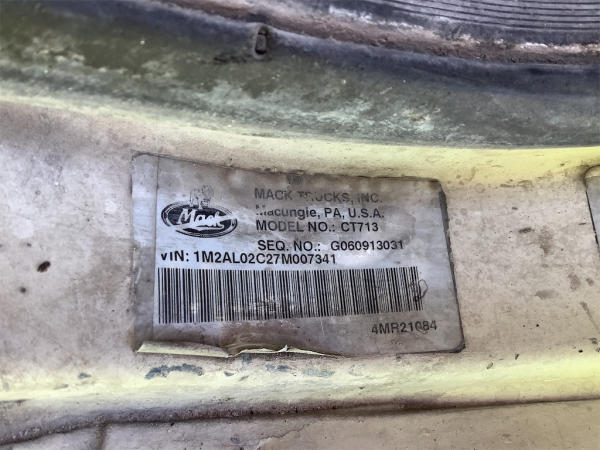 MACK TRUCKS, INC.
Macungie, PA, U.S.A.
Mack
MODEL NO.: CT713
SEQ. NO.: G060913031
VIN: 1M2AL02C27M007341
4MR21084